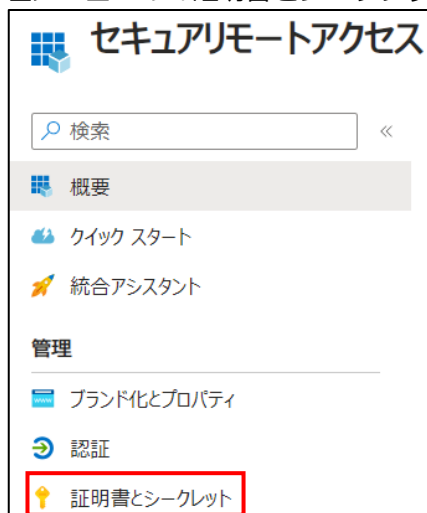 セキュアリモートアクセス
検索
概要
クイック スタート
統合アシスタント
管理
ブランド化とプロパティ
認証
証明書とシークレット